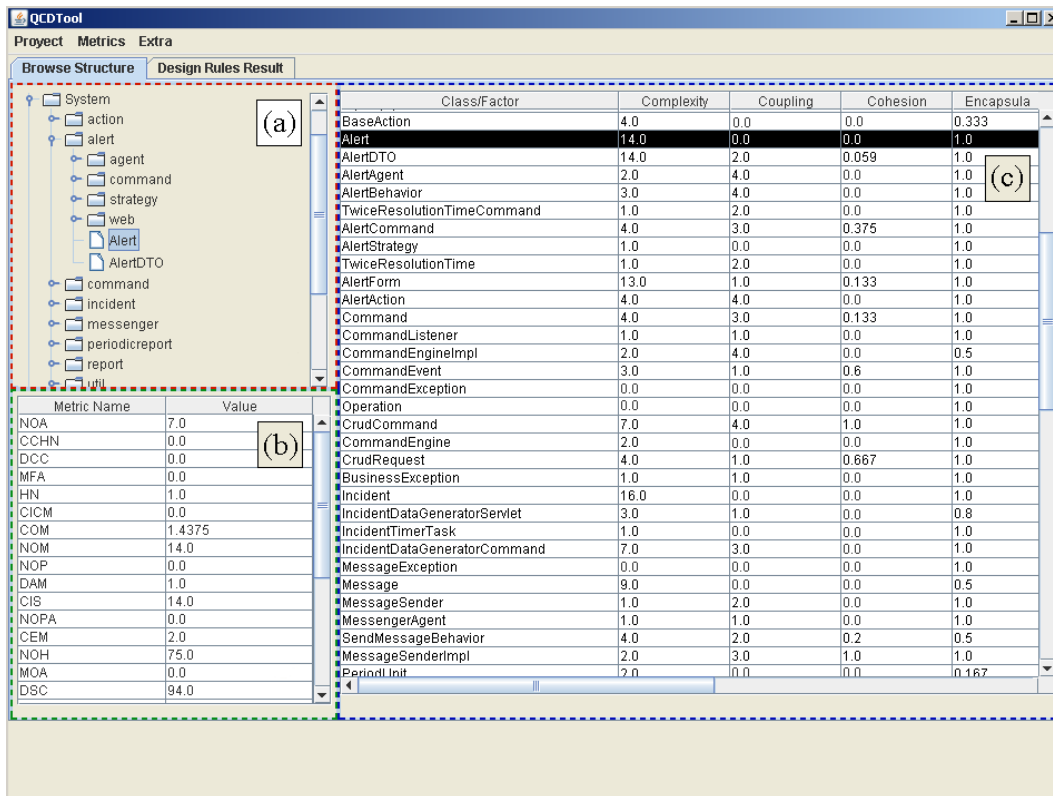 QCDTool
Proyect Metrics Extra
Browse Structure Design Rules Result
System
action
alert
agent
command
strategy
web
Alert
AlertDTO
command
incident
messenger
periodicreport
report
util
(a)
Metric Name Value
NOA 7.0
CCHN 0.0
DCC 0.0
MFA 0.0
HN 1.0
CICM 0.0
COM 1.4375
NOM 14.0
NOP 0.0
DAM 1.0
CIS 14.0
NOPA 0.0
CEM 2.0
NOH 75.0
MOA 0.0
DSC 94.0
(b)
Class/Factor Complexity Coupling Cohesion Encapsula
BaseAction 4.0 0.0 0.0 0.333
Alert 14.0 0.0 0.0 1.0
AlertDTO 14.0 2.0 0.059 1.0
AlertAgent 2.0 4.0 0.0 1.0
AlertBehavior 3.0 4.0 0.0 1.0
TwiceResolutionTimeCommand 1.0 2.0 0.0 1.0
AlertCommand 4.0 3.0 0.375 1.0
AlertStrategy 1.0 0.0 0.0 1.0
TwiceResolutionTime 1.0 2.0 0.0 1.0
AlertForm 13.0 1.0 0.133 1.0
AlertAction 4.0 4.0 0.0 1.0
Command 4.0 3.0 0.133 1.0
CommandListener 1.0 1.0 0.0 1.0
CommandEngineImpl 2.0 4.0 0.0 0.5
CommandEvent 3.0 1.0 0.6 1.0
CommandException 0.0 0.0 0.0 1.0
Operation 0.0 0.0 0.0 1.0
CrudCommand 7.0 4.0 1.0 1.0
CommandEngine 2.0 0.0 0.0 1.0
CrudRequest 4.0 1.0 0.667 1.0
BusinessException 1.0 1.0 0.0 1.0
Incident 16.0 0.0 0.0 1.0
IncidentDataGeneratorServlet 3.0 1.0 0.0 0.8
IncidentTimerTask 1.0 0.0 0.0 1.0
IncidentDataGeneratorCommand 7.0 3.0 0.0 1.0
MessageException 0.0 0.0 0.0 1.0
Message 9.0 0.0 0.0 0.5
MessageSender 1.0 2.0 0.0 1.0
MessengerAgent 1.0 1.0 0.0 1.0
SendMessageBehavior 4.0 2.0 0.2 0.5
MessageSenderImpl 2.0 3.0 1.0 1.0
PeriodUnit 2.0 0.0 0.0 0.167
(c)